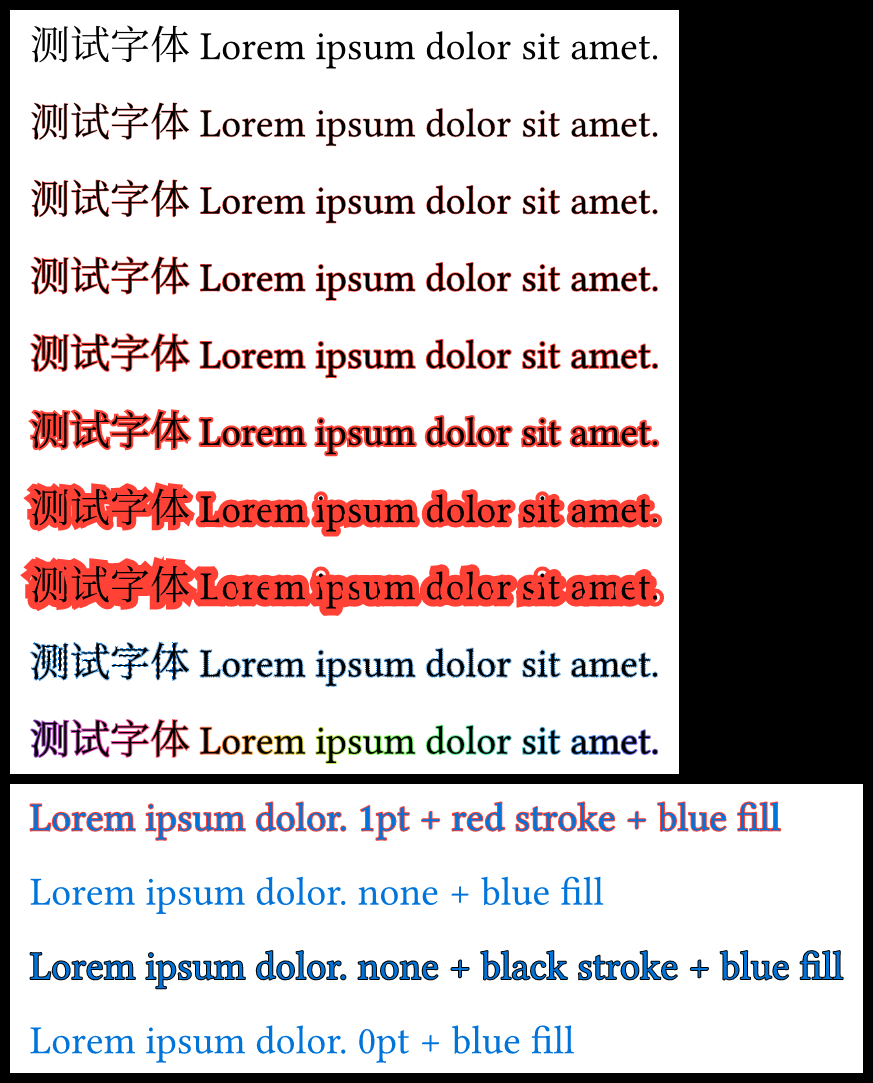 测试字体 Lorem ipsum dolor sit amet.
测试字体 Lorem ipsum dolor sit amet.
测试字体 Lorem ipsum dolor sit amet.
测试字体 Lorem ipsum dolor sit amet.
测试字体 Lorem ipsum dolor sit amet.
测试字体 Lorem ipsum dolor sit amet.
测试字体 Lorem ipsum dolor sit amet.
测试字体 Lorem ipsum dolor sit amet.
测试字体 Lorem ipsum dolor sit amet.
测试字体 Lorem ipsum dolor sit amet.
Lorem ipsum dolor. 1pt + red stroke + blue fill
Lorem ipsum dolor. none + blue fill
Lorem ipsum dolor. none + black stroke + blue fill
Lorem ipsum dolor. 0pt + blue fill